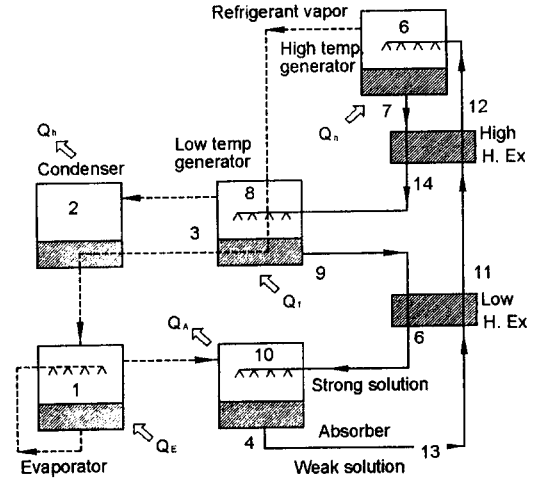 Refrigerant vapor
6
High temp
generator
12
Qn
7
High
H. Ex
Qh
Low temp
generator
Condenser
14
8
2
3
11
9
Qf
Low
H. Ex
QA
6
10
1
Strong solution
4
Absorber
QE
13
Evaporator
Weak solution